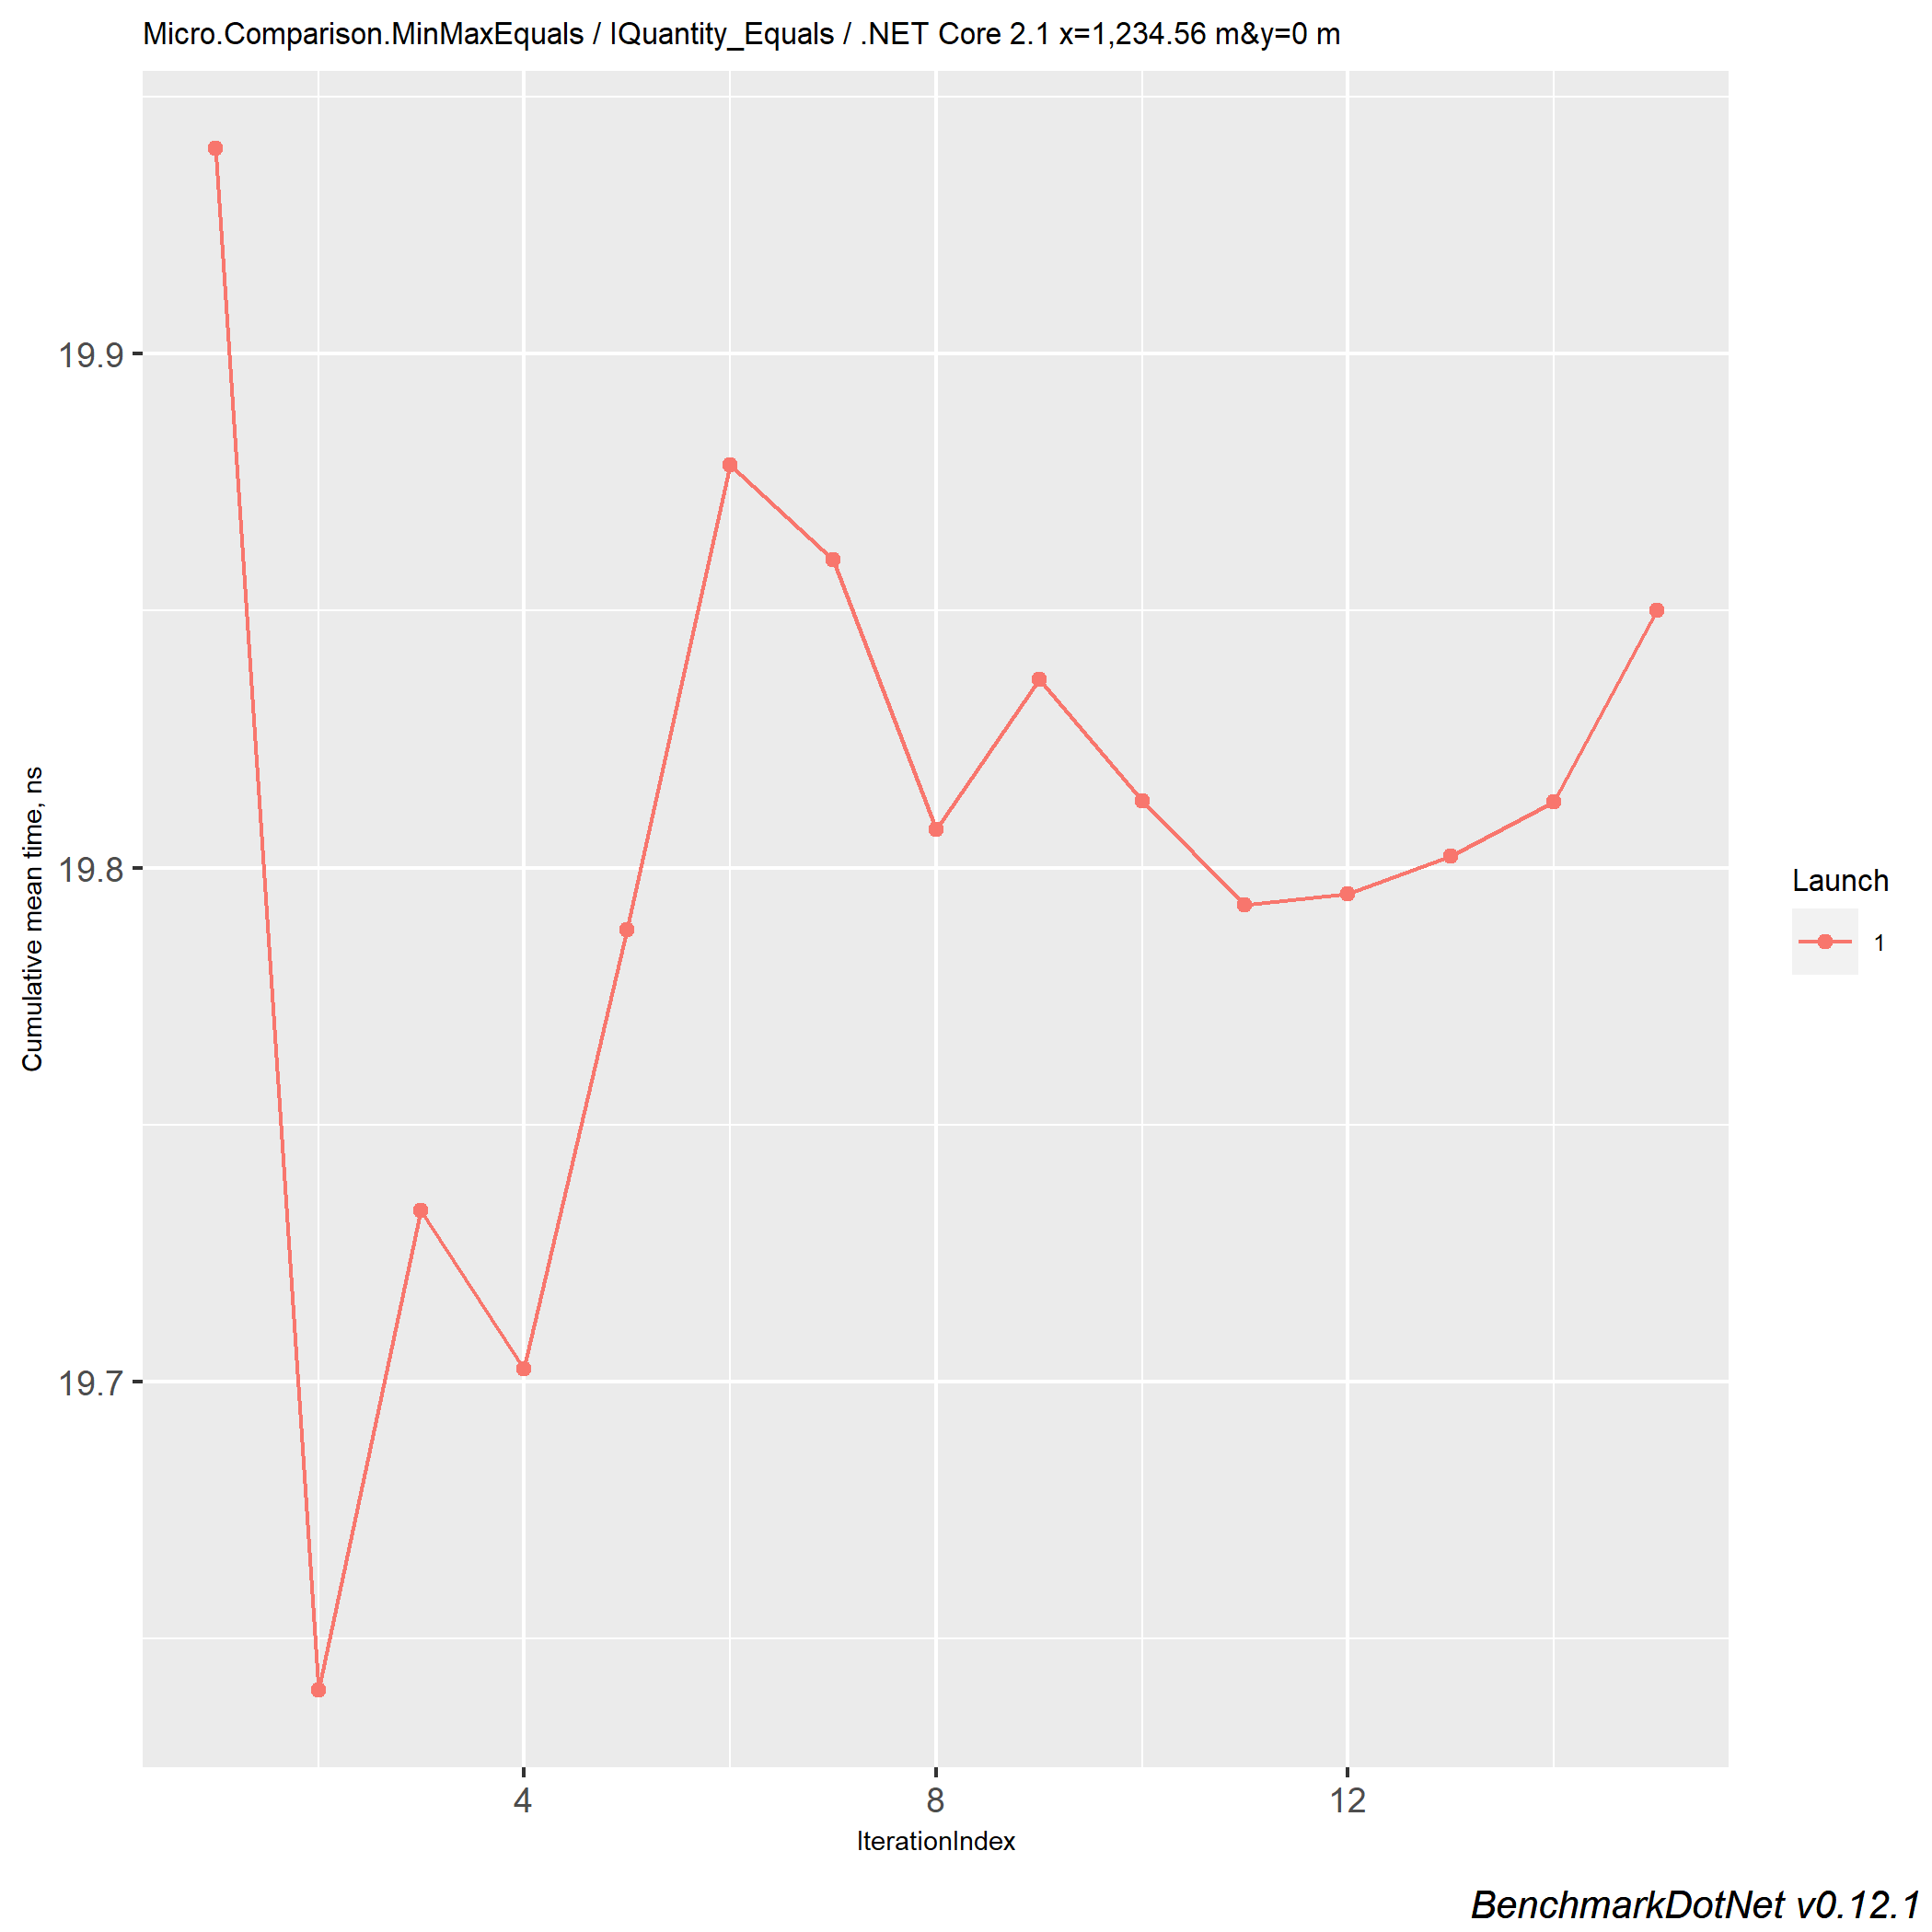 Micro.Comparison.MinMaxEquals / IQuantity_Equals / .NET Core 2.1 x=1,234.56 m&y=0 m
19.9
19.8
19.7
Cumulative mean time, ns
4
8
12
IterationIndex
Launch
1
BenchmarkDotNet v0.12.1